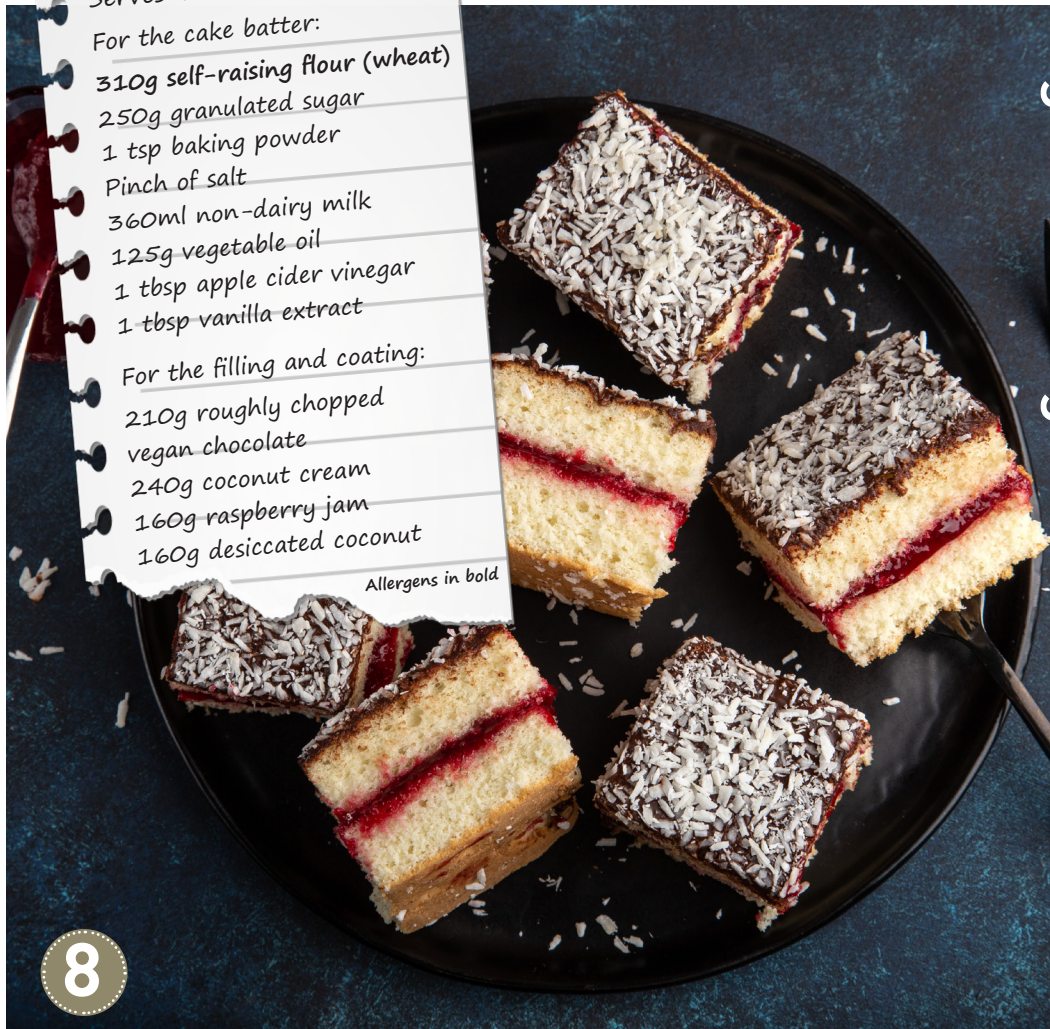 For the cake batter:
310g self-raising flour (wheat)
250g granulated sugar
1 tsp baking powder
Pinch of salt
360ml non-dairy milk
125g vegetable oil
1 tbsp apple cider vinegar
1 tbsp vanilla extract
For the filling and coating:
210g roughly chopped
vegan chocolate
240g coconut cream
160g raspberry jam
160g desiccated coconut
Allergens in bold
8